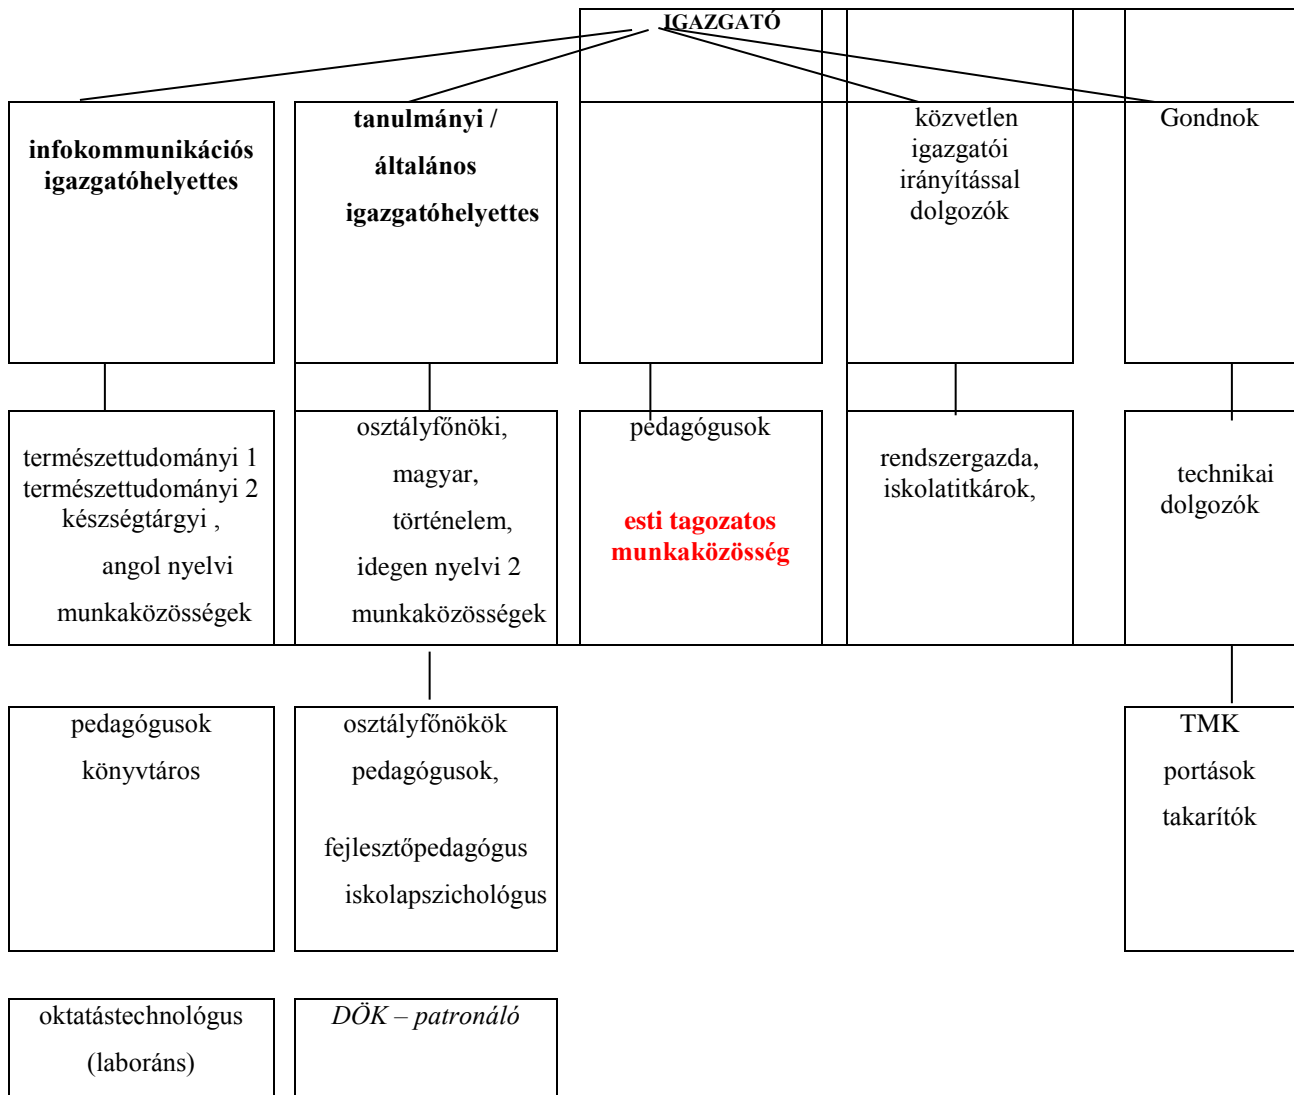 IGAZGATÓ
infokommunikációs
igazgatóhelyettes
tanulmányi /
általános
igazgatóhelyettes
közvetlen
igazgatói
irányítással
dolgozók
Gondnok
természettudományi 1
természettudományi 2
készségtárgyi ,
angol nyelvi
munkaközösségek
osztályfőnöki,
magyar,
történelem,
idegen nyelvi 2
munkaközösségek
pedagógusok
esti tagozatos
munkaközösség
rendszergazda,
iskolatitkárok,
technikai
dolgozók
pedagógusok
könyvtáros
osztályfőnökök
pedagógusok,
fejlesztőpedagógus
iskolapszichológus
TMK
portások
takarítók
oktatástechnológus
(laboráns)
DÖK – patronáló